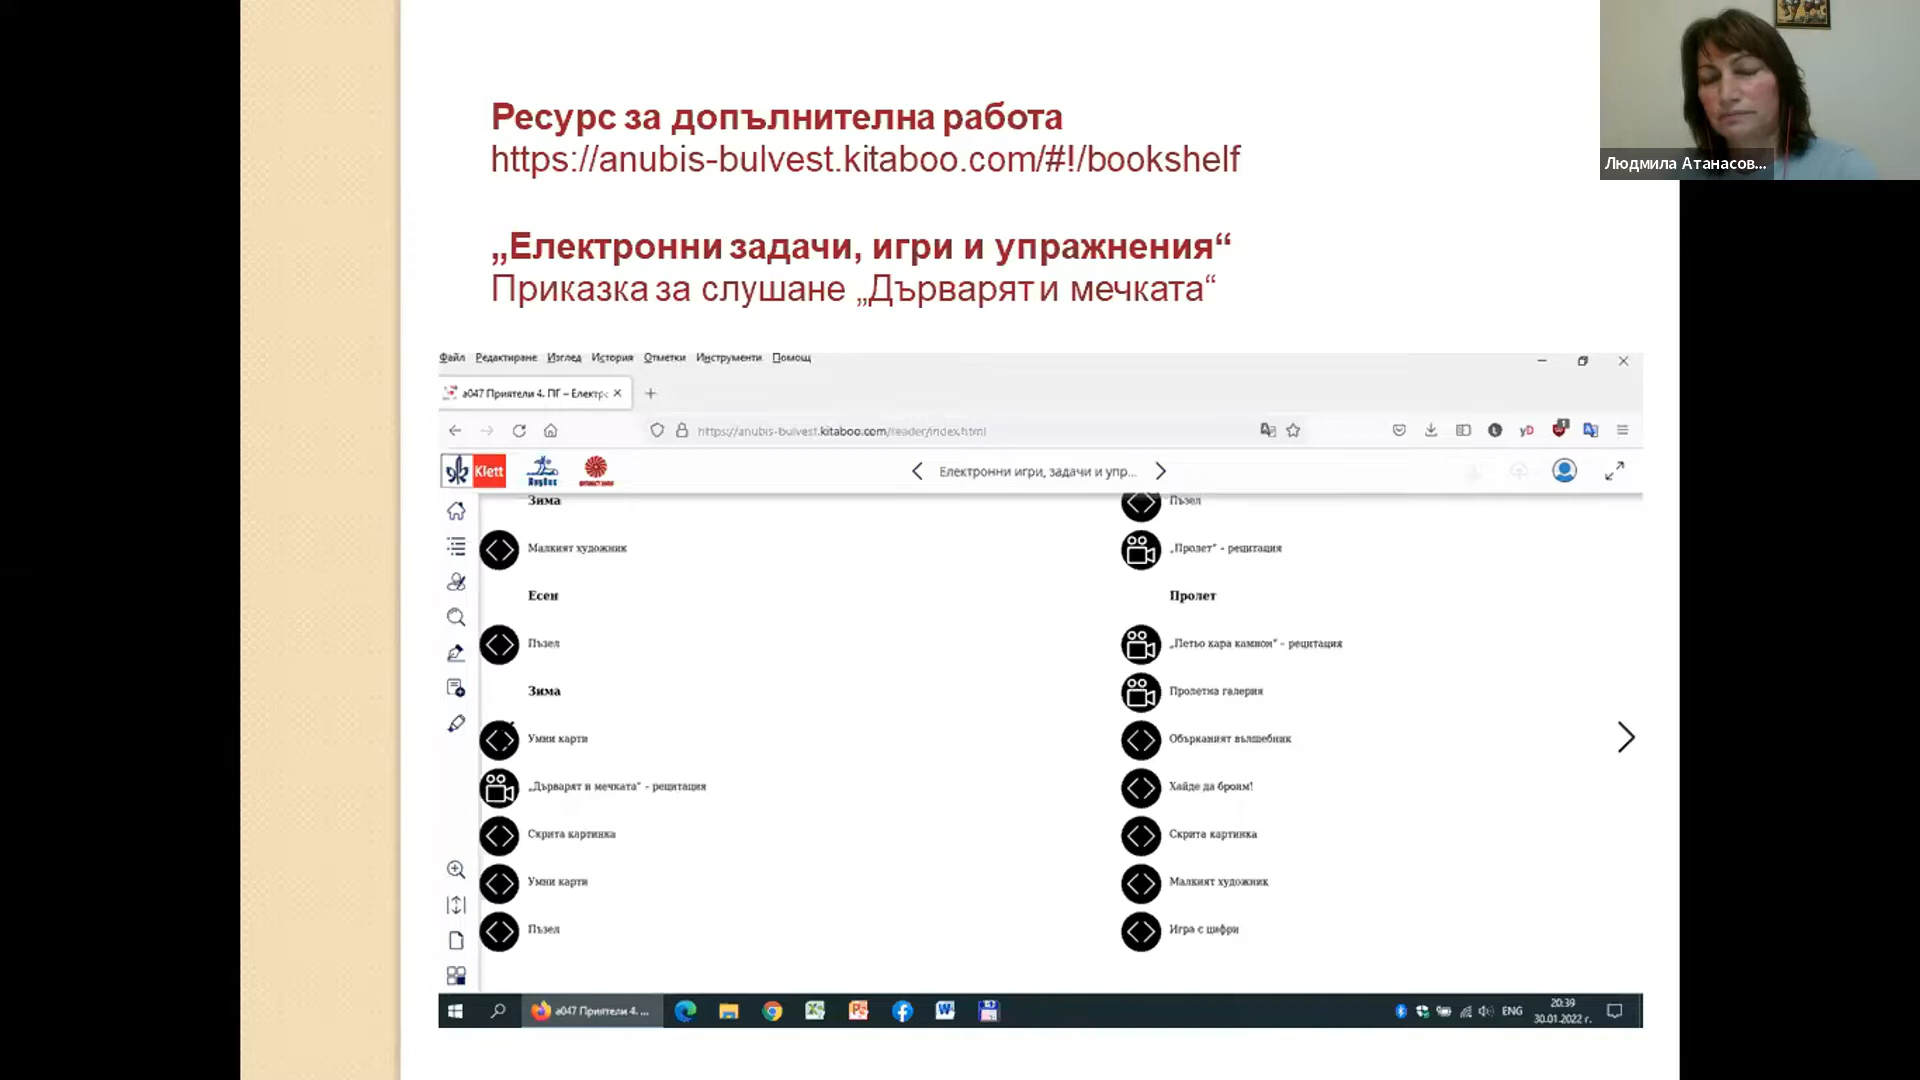 Ресурс за допълнителна работа
https://anubis-bulvest.kitaboo.com/#!/bookshelf
Людмила Атанасов...
„Електронни задачи, игри и упражнения“
Приказка за слушане „Дърварят и мечката“
Файл Редактиране Изглед История Отметки Инструменти Помощ
a047 Приятели 4. ПГ – Електр
https://anubis-bulvest.kitaboo.com/reader/index.html
Klett
Електронни игри, задачи и упр...
Зима
Малкият художник
Есен
Пъзел
Зима
Умни карти
„Дърварят и мечката“ - рецитация
Скрита картинка
Умни карти
Пъзел
Пъзел
„Пролет“ - рецитация
Пролет
„Петьо кара камион“ - рецитация
Пролетна галерия
Обърканият вълшебник
Хайде да броим!
Скрита картинка
Малкият художник
Игра с цифри
a047 Приятели 4. ...
ENG
20:39
30.01.2022 г.